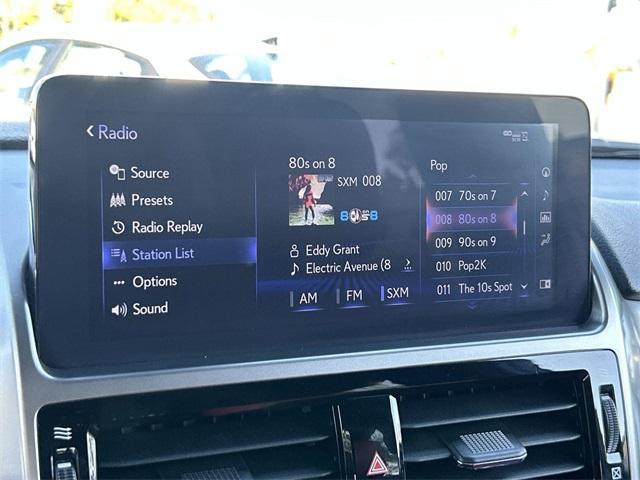 Radio
Source
Presets
Radio Replay
Station List
Options
Sound
80s on 8
SXM 008
8 8
Eddy Grant
Electric Avenue (8
AM FM SXM
Pop
007 70s on 7
008 80s on 8
009 90s on 9
010 Pop2K
011 The 10s Spot